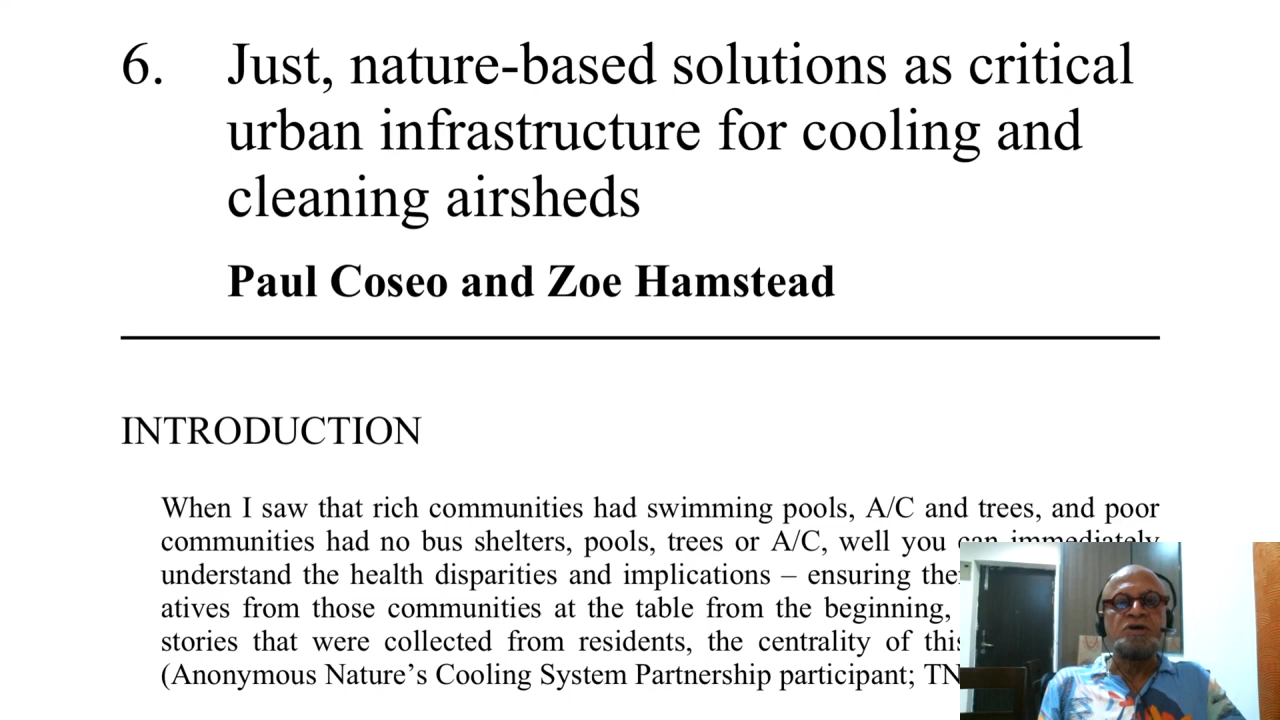 6. Just, nature-based solutions as critical
urban infrastructure for cooling and
cleaning airsheds
Paul Coseo and Zoe Hamstead
INTRODUCTION
When I saw that rich communities had swimming pools, A/C and trees, and poor
communities had no bus shelters, pools, trees or A/C, well you can immediately
understand the health disparities and implications – ensuring
atives from those communities at the table from the beginning,
stories that were collected from residents, the centrality of
(Anonymous Nature’s Cooling System Partnership participant;